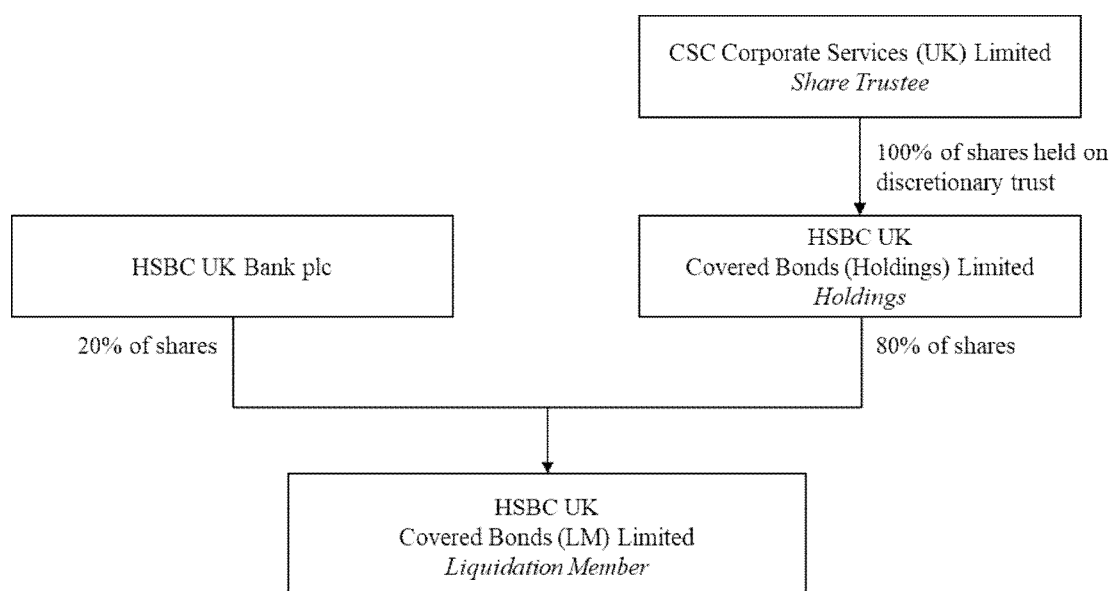 CSC Corporate Services (UK) Limited
Share Trustee
100% of shares held on
discretionary trust
HSBC UK Bank plc
HSBC UK
Covered Bonds (Holdings) Limited
Holdings
20% of shares
80% of shares
HSBC UK
Covered Bonds (LM) Limited
Liquidation Member